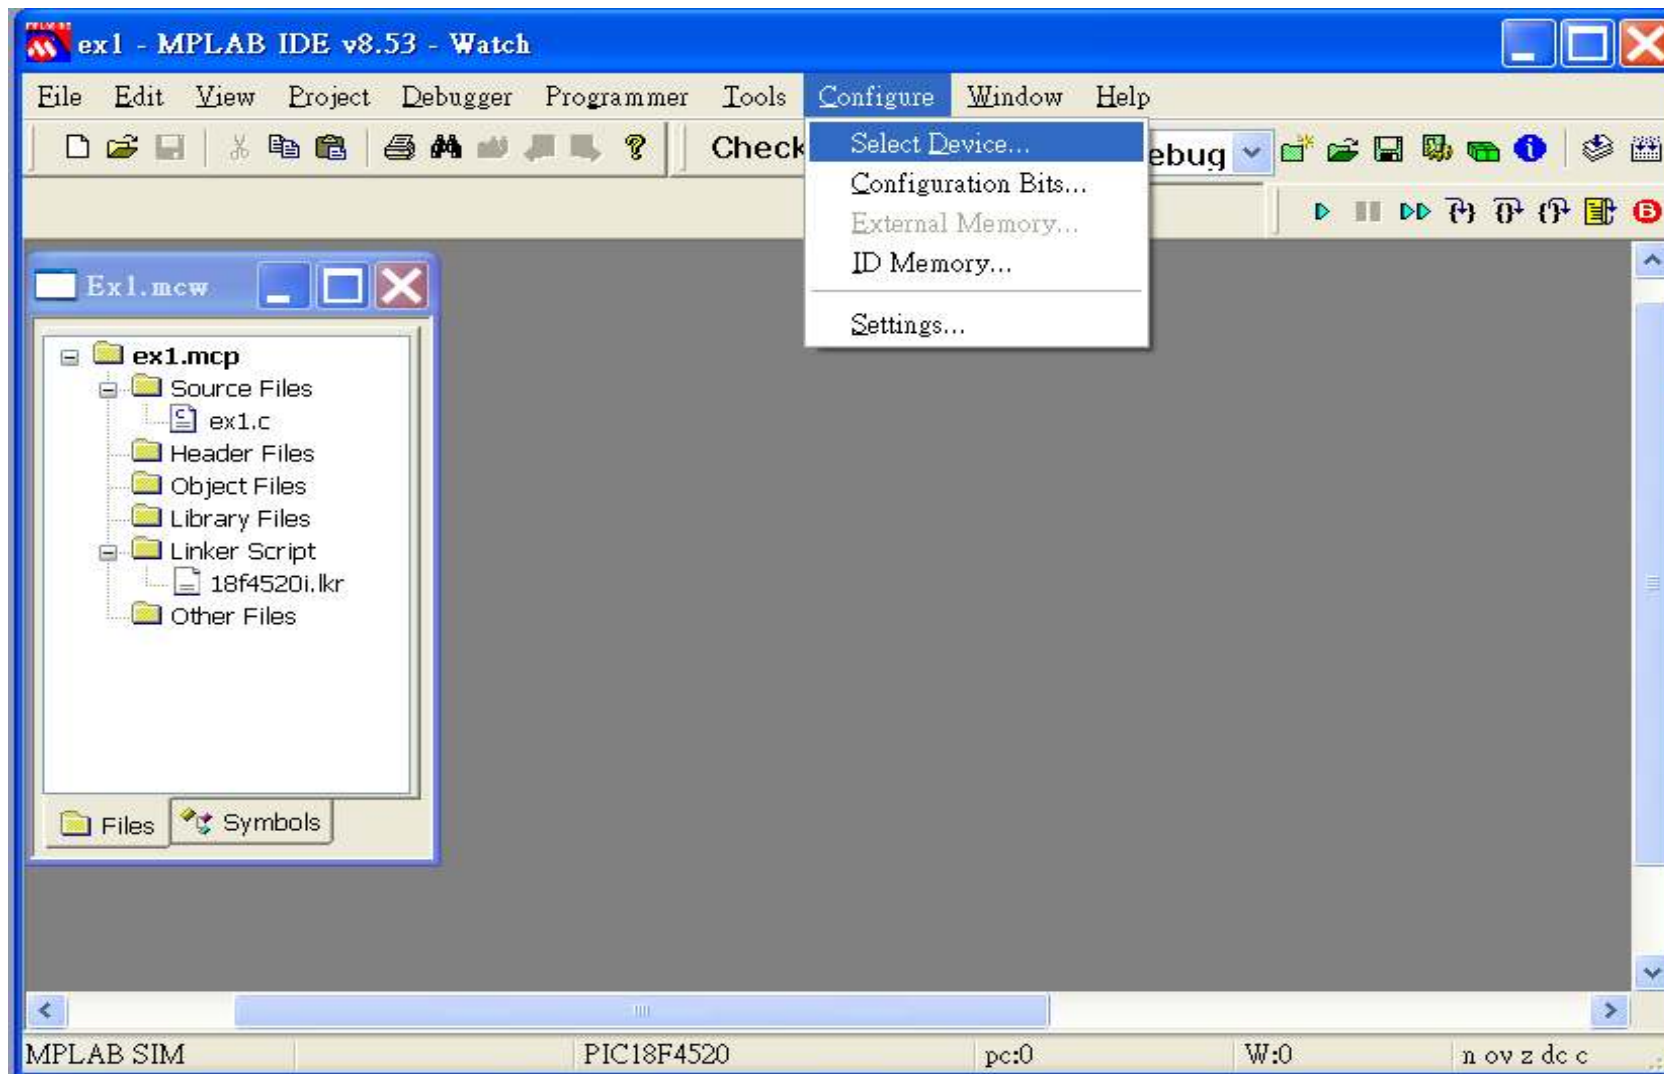 ex1 - MPLAB IDE v8.53 - Watch
File Edit View Project Debugger Programmer Tools Configure Window Help
Check
ebug
Select Device...
Configuration Bits...
External Memory...
ID Memory...
Settings...
Ex1.mcw
ex1.mcp
Source Files
ex1.c
Header Files
Object Files
Library Files
Linker Script
18f4520i.lkr
Other Files
Files Symbols
MPLAB SIM PIC18F4520 pc:0 W:0 n ov z dc c